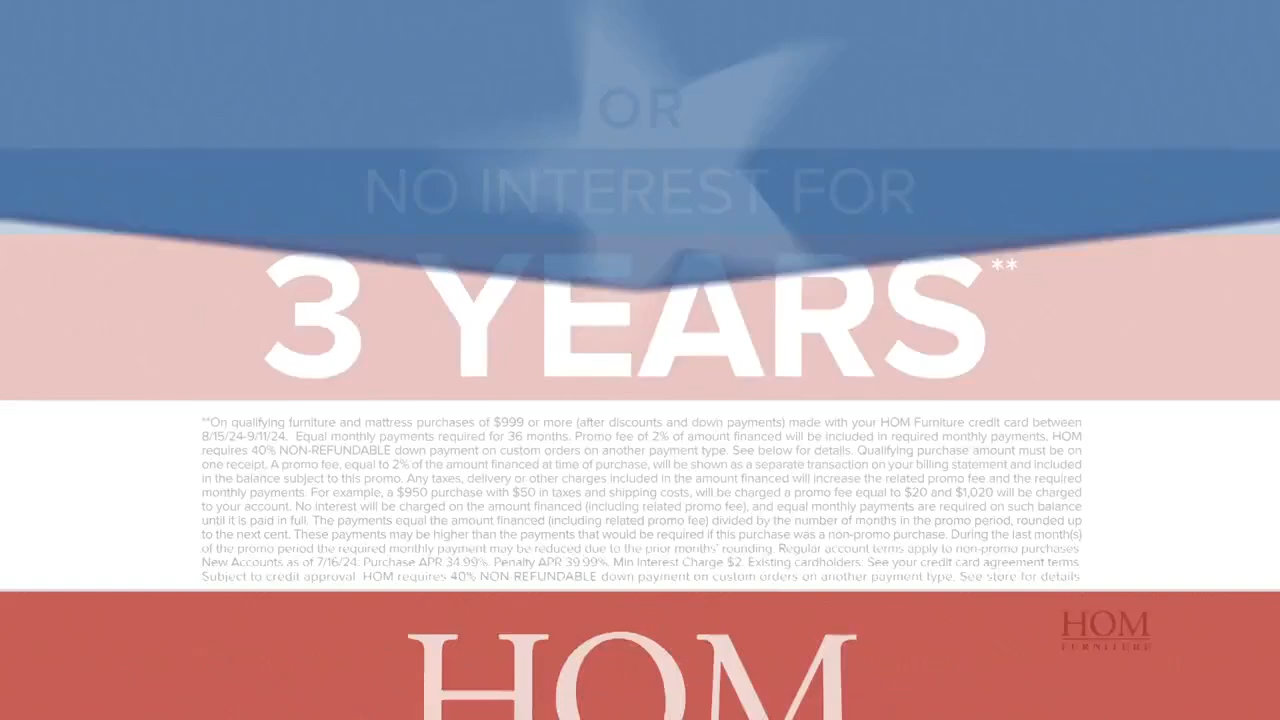 OR
NO INTEREST FOR
3 YEARS**
**On qualifying furniture and mattress purchases of $999 or more (after discounts and down payments) made with your HOM Furniture credit card between
8/15/24-9/11/24. Equal monthly payments required for 36 months. Promo fee of 2% of amount financed will be included in required monthly payments, HOM
requires 40% NON-REFUNDABLE down payment on custom orders on another payment type. See below for details. Qualifying purchase amount must be on
one receipt. A promo fee, equal to 2% of the amount financed at time of purchase, will be shown as a separate transaction on your billing statement and included
in the balance subject to this promo. Any taxes, delivery or other charges included in the amount financed will increase the related promo fee and the required
monthly payments. For example, a $950 purchase with $50 in taxes and shipping costs, will be charged a promo fee equal to $20 and $1,020 will be charged
to your account. No interest will be charged on the amount financed (including related promo fee), and equal monthly payments are required on such balance
until it is paid in full. The payments equal the amount financed (including related promo fee) divided by the number of months in the promo period, rounded up
to the next cent. These payments may be higher than the payments that would be required if this purchase was a non-promo purchase. During the last month(s)
of the promo period the required monthly payment may be reduced due to the prior months' rounding. Regular account terms apply to non-promo purchases
New Accounts as of 7/16/24: Purchase APR 34.99%. Penalty APR 39.99%. Min Interest Charge $2. Existing cardholders: See your credit card agreement terms.
Subject to credit approval. HOM requires 40% NON-REFUNDABLE down payment on custom orders on another payment type. See store for details
HOM
FURNITURE
HOM